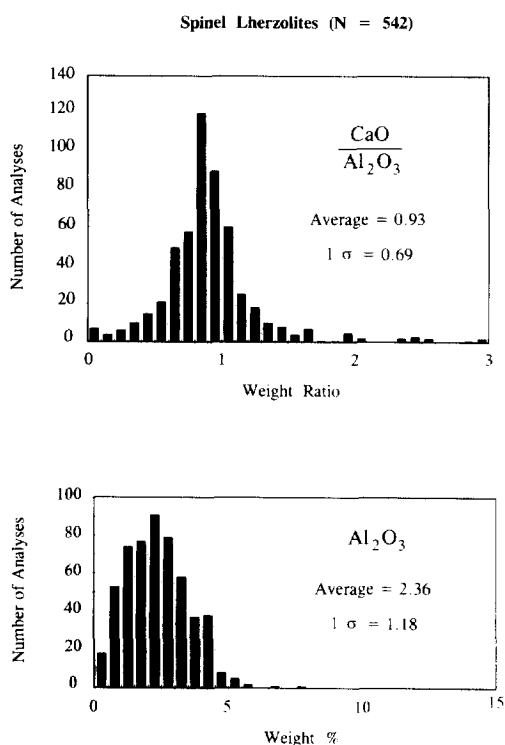 Spinel Lherzolites (N = 542)
140
120
100
80
60
40
20
0
Number of Analyses
CaO
Al2O3
Average = 0.93
1 σ = 0.69
0 1 2 3
Weight Ratio
100
80
60
40
20
0
Number of Analyses
Al2O3
Average = 2.36
1 σ = 1.18
0 5 10 15
Weight %